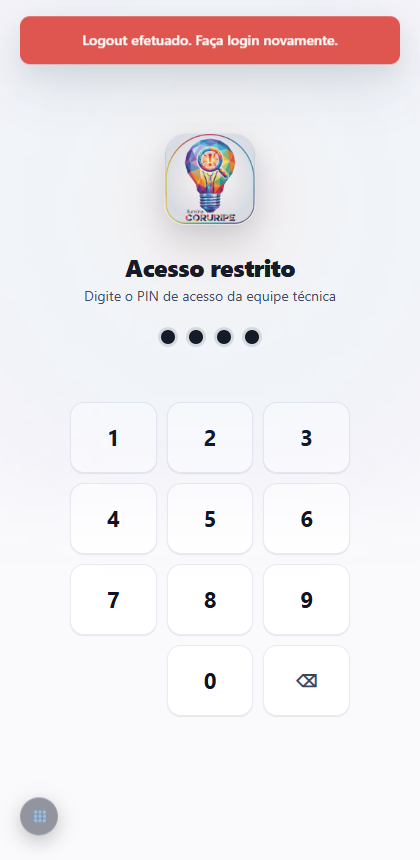 Logout efetuado. Faça login novamente.
CORURIPE
Acesso restrito
Digite o PIN de acesso da equipe técnica
1 2 3
4 5 6
7 8 9
0 ⌫